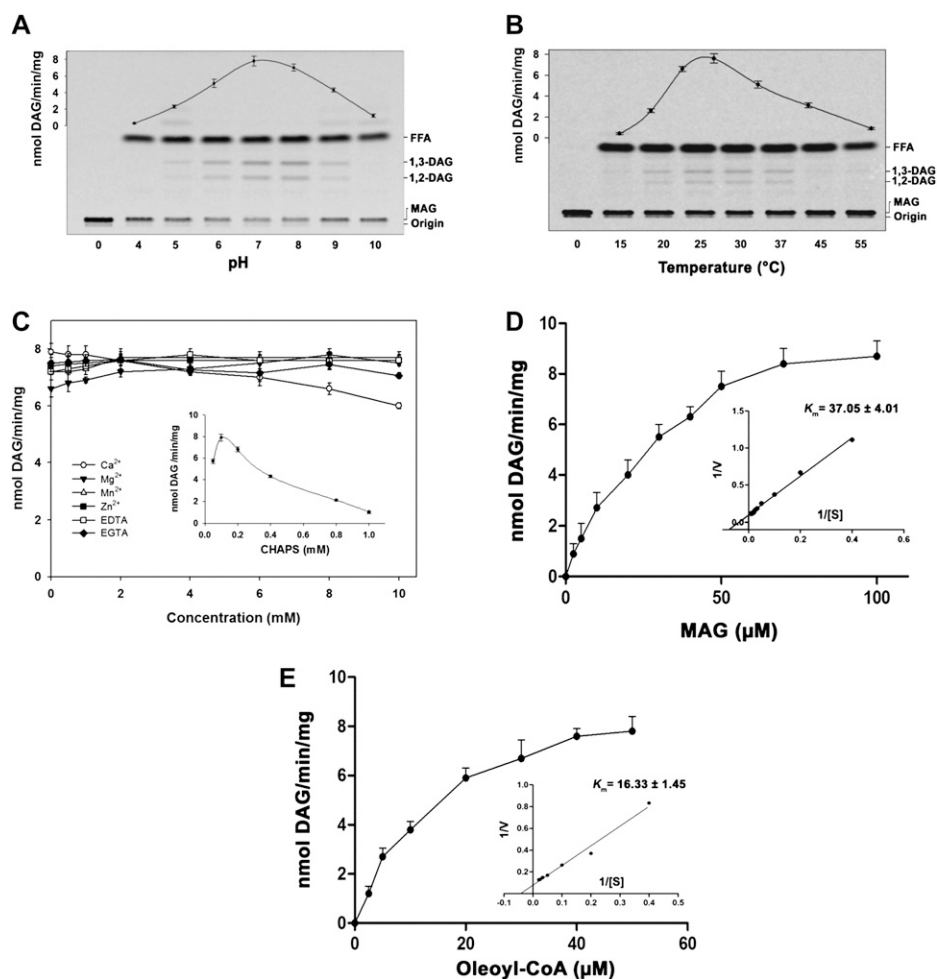 A
nmol DAG/min/mg
8
6
4
2
0
FFA
1,3-DAG
1,2-DAG
MAG
Origin
0 4 5 6 7 8 9 10
pH
B
nmol DAG/min/mg
8
6
4
2
0
FFA
1,3-DAG
1,2-DAG
MAG
Origin
0 15 20 25 30 37 45 55
Temperature (°C)
C
nmol DAG/min/mg
10
8
6
4
2
0
Ca²⁺
Mg²⁺
Mn²⁺
Zn²⁺
EDTA
EGTA
nmol DAG /min/mg
10
8
6
4
2
0
0.0 0.2 0.4 0.6 0.8 1.0
CHAPS (mM)
0 2 4 6 8 10
Concentration (mM)
D
nmol DAG/min/mg
10
8
6
4
2
0
Km = 37.05 ± 4.01
1/V
1.5
1.0
0.5
0.0
0.0 0.2 0.4 0.6
1/[S]
0 50 100
MAG (µM)
E
nmol DAG/min/mg
10
8
6
4
2
0
Km = 16.33 ± 1.45
1/V
1.0
0.8
0.6
0.4
0.2
1/[S]
-0.1 0.0 0.1 0.2 0.3 0.4 0.5
0 20 40 60
Oleoyl-CoA (µM)